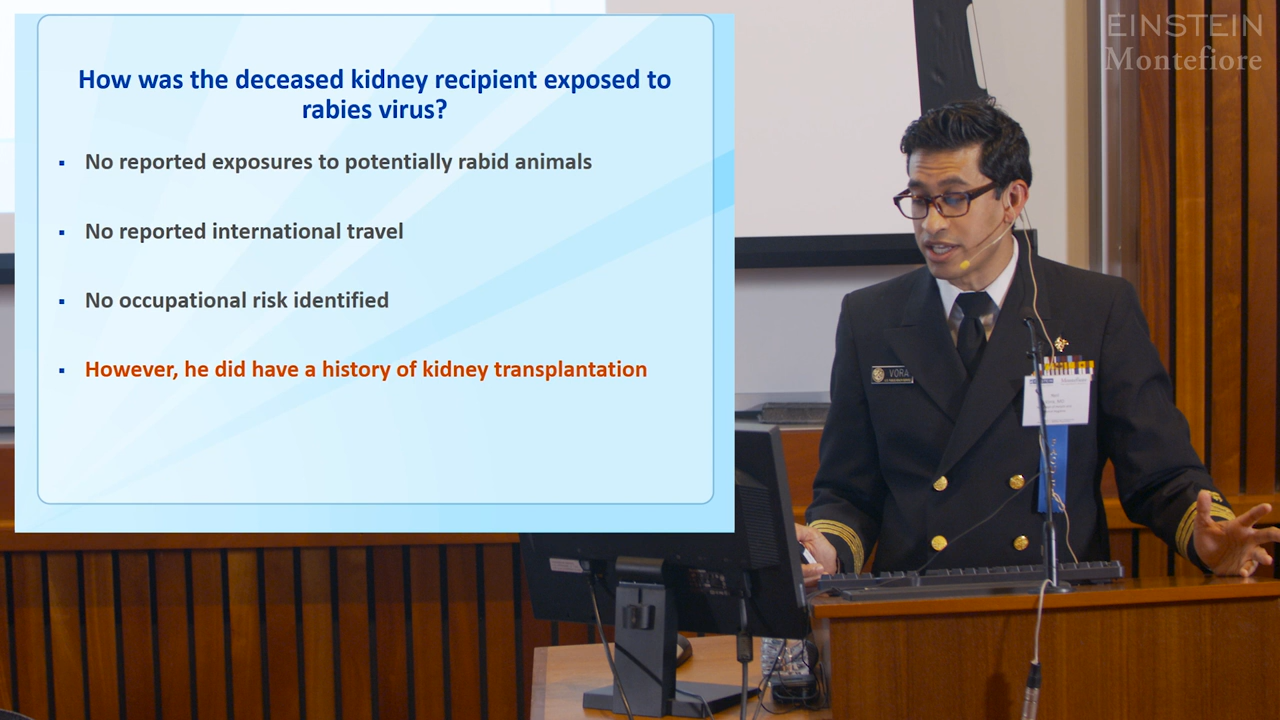 How was the deceased kidney recipient exposed to
rabies virus?
▪ No reported exposures to potentially rabid animals
▪ No reported international travel
▪ No occupational risk identified
▪ However, he did have a history of kidney transplantation
EINSTEIN
Montefiore
VORA